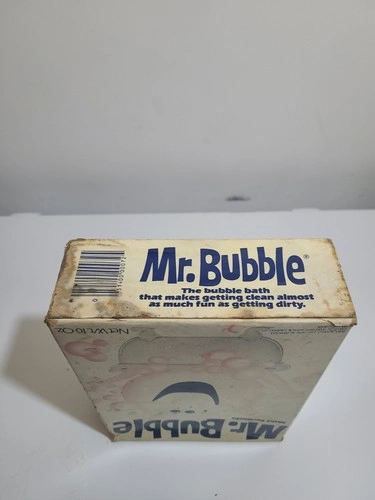 Mr. Bubble®
The bubble bath
that makes getting clean almost
as much fun as getting dirty.
Net Wt. 10 Oz.
Mr. Bubble